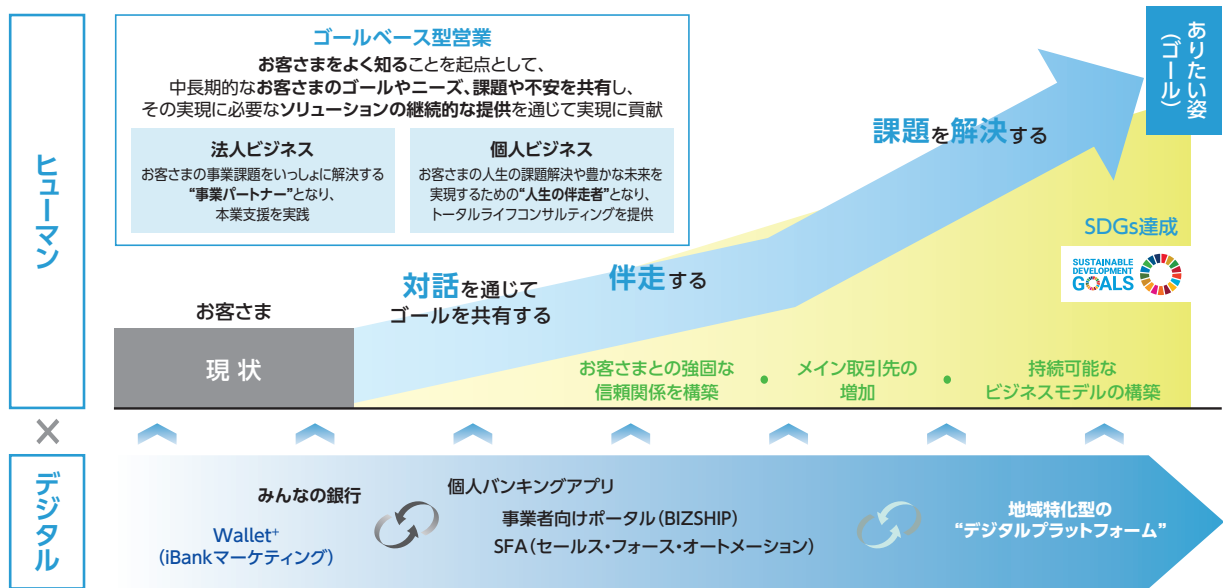 ヒューマン
ゴールベース型営業
お客さまをよく知ることを起点として、
中長期的なお客さまのゴールやニーズ、課題や不安を共有し、
その実現に必要なソリューションの継続的な提供を通じて実現に貢献
法人ビジネス
お客さまの事業課題をいっしょに解決する
“事業パートナー”となり、
本業支援を実践
個人ビジネス
お客さまの人生の課題解決や豊かな未来を
実現するための“人生の伴走者”となり、
トータルライフコンサルティングを提供
ありたい姿
(ゴール)
課題を解決する
SDGs達成
SUSTAINABLE
DEVELOPMENT
GOALS
伴走する
対話を通じて
ゴールを共有する
お客さま
現状
お客さまとの強固な
信頼関係を構築
・
メイン取引先の
増加
・
持続可能な
ビジネスモデルの構築
×
デジタル
みんなの銀行
Wallet+
(iBankマーケティング)
個人バンキングアプリ
事業者向けポータル(BIZSHIP)
SFA(セールス・フォース・オートメーション)
地域特化型の
“デジタルプラットフォーム”